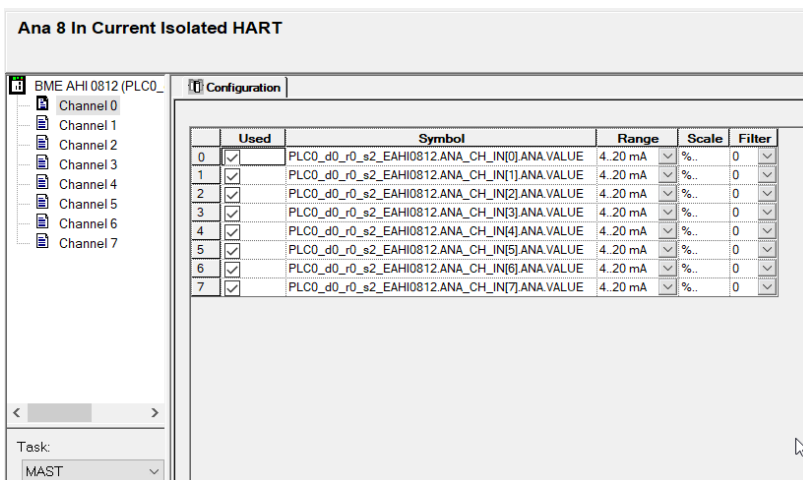 Ana 8 In Current Isolated HART
BME AHI 0812 (PLC0_
Channel 0
Channel 1
Channel 2
Channel 3
Channel 4
Channel 5
Channel 6
Channel 7
Task:
MAST
Configuration
Used Symbol Range Scale Filter
0 PLC0_d0_r0_s2_EAHI0812.ANA_CH_IN[0].ANA.VALUE 4..20 mA %.. 0
1 PLC0_d0_r0_s2_EAHI0812.ANA_CH_IN[1].ANA.VALUE 4..20 mA %.. 0
2 PLC0_d0_r0_s2_EAHI0812.ANA_CH_IN[2].ANA.VALUE 4..20 mA %.. 0
3 PLC0_d0_r0_s2_EAHI0812.ANA_CH_IN[3].ANA.VALUE 4..20 mA %.. 0
4 PLC0_d0_r0_s2_EAHI0812.ANA_CH_IN[4].ANA.VALUE 4..20 mA %.. 0
5 PLC0_d0_r0_s2_EAHI0812.ANA_CH_IN[5].ANA.VALUE 4..20 mA %.. 0
6 PLC0_d0_r0_s2_EAHI0812.ANA_CH_IN[6].ANA.VALUE 4..20 mA %.. 0
7 PLC0_d0_r0_s2_EAHI0812.ANA_CH_IN[7].ANA.VALUE 4..20 mA %.. 0